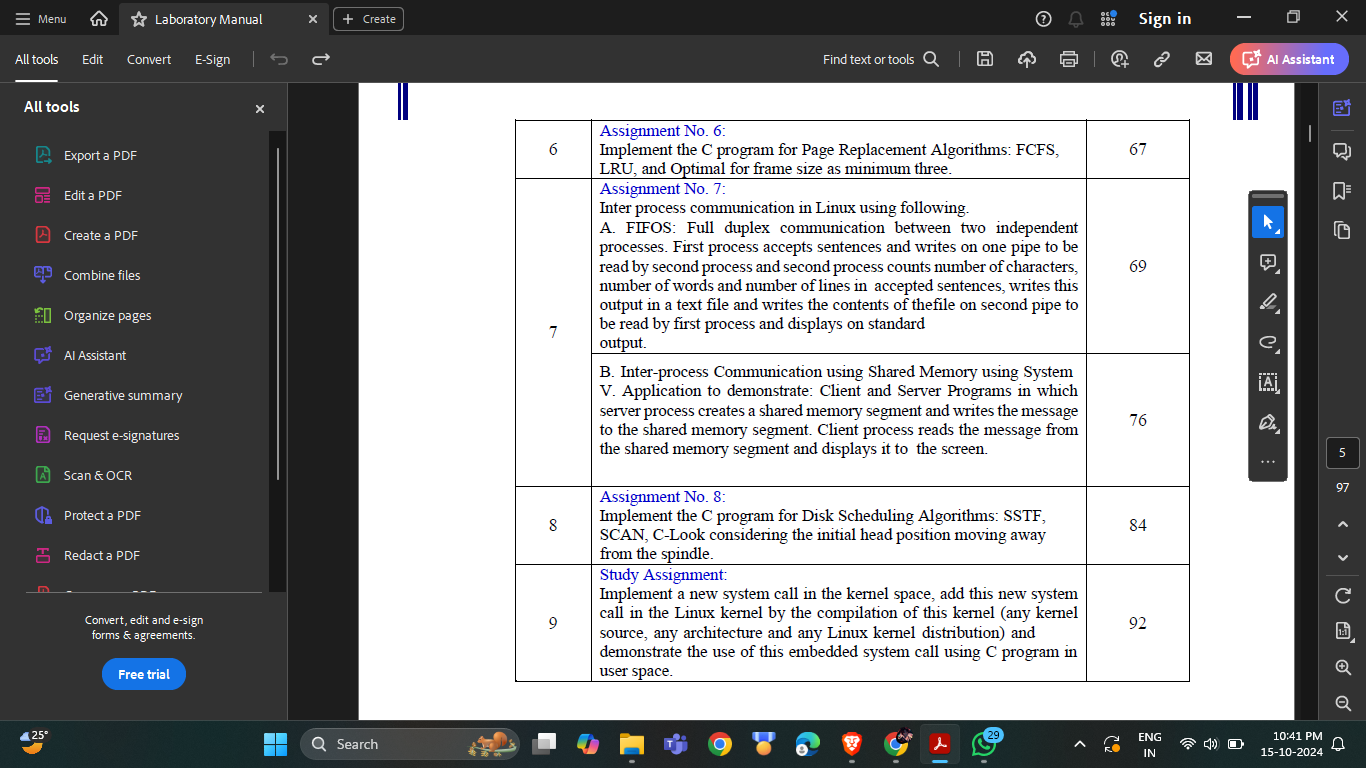 Menu
Laboratory Manual
Create
Sign in
All tools
Edit
Convert
E-Sign
Find text or tools
AI Assistant
All tools
Export a PDF
Edit a PDF
Create a PDF
Combine files
Organize pages
AI Assistant
Generative summary
Request e-signatures
Scan & OCR
Protect a PDF
Redact a PDF
Convert, edit and e-sign
forms & agreements.
Free trial
6
Assignment No. 6:
Implement the C program for Page Replacement Algorithms: FCFS,
LRU, and Optimal for frame size as minimum three.
67
7
Assignment No. 7:
Inter process communication in Linux using following.
A. FIFOS: Full duplex communication between two independent
processes. First process accepts sentences and writes on one pipe to be
read by second process and second process counts number of characters,
number of words and number of lines in accepted sentences, writes this
output in a text file and writes the contents of thefile on second pipe to
be read by first process and displays on standard
output.
69
B. Inter-process Communication using Shared Memory using System
V. Application to demonstrate: Client and Server Programs in which
server process creates a shared memory segment and writes the message
to the shared memory segment. Client process reads the message from
the shared memory segment and displays it to the screen.
76
8
Assignment No. 8:
Implement the C program for Disk Scheduling Algorithms: SSTF,
SCAN, C-Look considering the initial head position moving away
from the spindle.
84
9
Study Assignment:
Implement a new system call in the kernel space, add this new system
call in the Linux kernel by the compilation of this kernel (any kernel
source, any architecture and any Linux kernel distribution) and
demonstrate the use of this embedded system call using C program in
user space.
92
5
97
1:1
25°
Search
29
ENG
IN
10:41 PM
15-10-2024